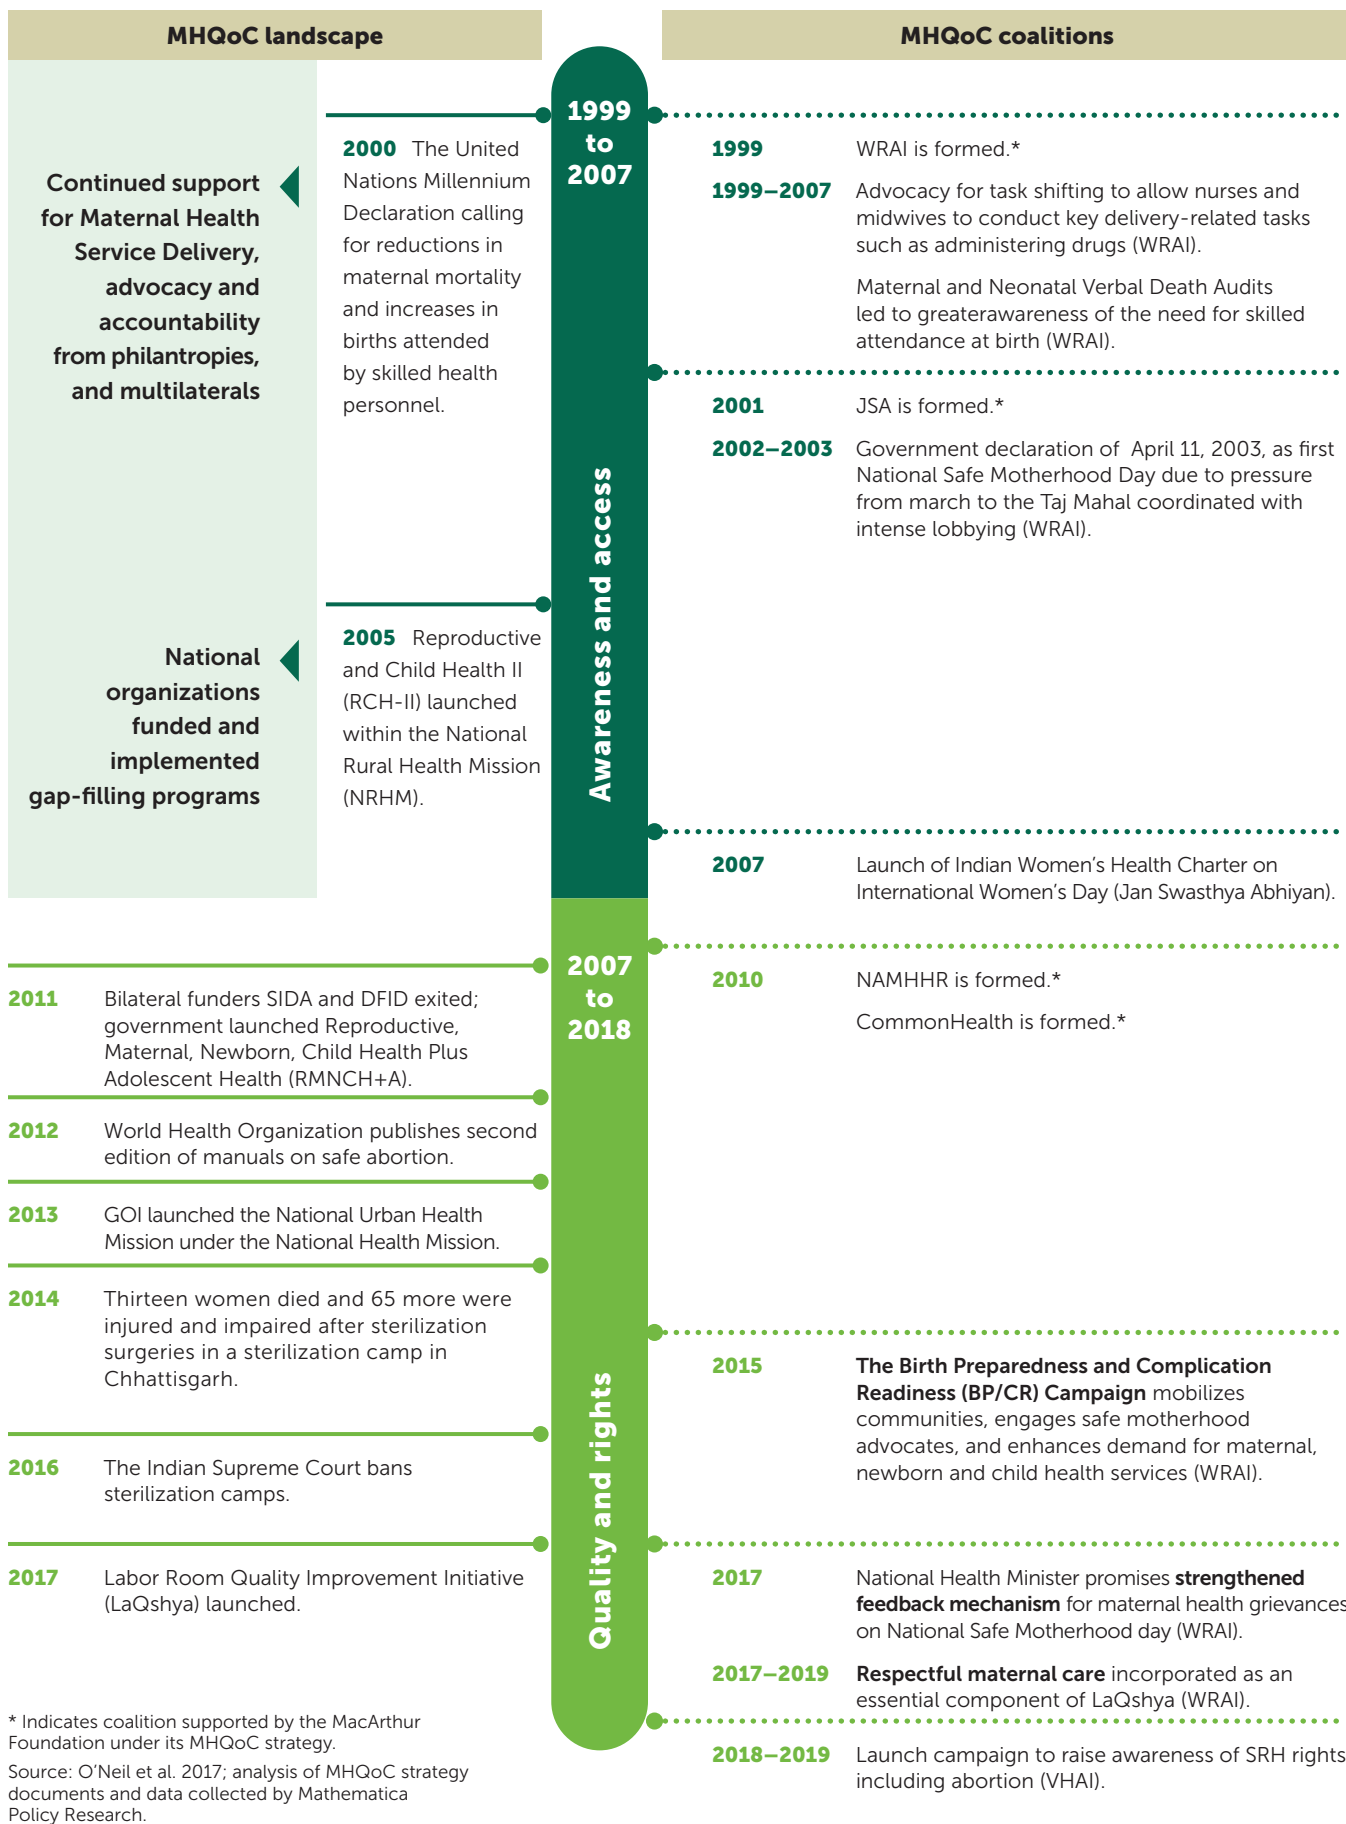 MHQoC landscape
MHQoC coalitions
Continued support
for Maternal Health
Service Delivery,
advocacy and
accountability
from philantropies,
and multilaterals
National
organizations
funded and
implemented
gap-filling programs
2000 The United
Nations Millennium
Declaration calling
for reductions in
maternal mortality
and increases in
births attended
by skilled health
personnel.
2005 Reproductive
and Child Health II
(RCH-II) launched
within the National
Rural Health Mission
(NRHM).
1999
to
2007
Awareness and access
1999 WRAI is formed.*
1999–2007 Advocacy for task shifting to allow nurses and
midwives to conduct key delivery-related tasks
such as administering drugs (WRAI).
Maternal and Neonatal Verbal Death Audits
led to greaterawareness of the need for skilled
attendance at birth (WRAI).
2001 JSA is formed.*
2002–2003 Government declaration of April 11, 2003, as first
National Safe Motherhood Day due to pressure
from march to the Taj Mahal coordinated with
intense lobbying (WRAI).
2007 Launch of Indian Women's Health Charter on
International Women's Day (Jan Swasthya Abhiyan).
2011 Bilateral funders SIDA and DFID exited;
government launched Reproductive,
Maternal, Newborn, Child Health Plus
Adolescent Health (RMNCH+A).
2012 World Health Organization publishes second
edition of manuals on safe abortion.
2013 GOI launched the National Urban Health
Mission under the National Health Mission.
2014 Thirteen women died and 65 more were
injured and impaired after sterilization
surgeries in a sterilization camp in
Chhattisgarh.
2016 The Indian Supreme Court bans
sterilization camps.
2017 Labor Room Quality Improvement Initiative
(LaQshya) launched.
2007
to
2018
Quality and rights
2010 NAMHHR is formed.*
CommonHealth is formed.*
2015 The Birth Preparedness and Complication
Readiness (BP/CR) Campaign mobilizes
communities, engages safe motherhood
advocates, and enhances demand for maternal,
newborn and child health services (WRAI).
2017 National Health Minister promises strengthened
feedback mechanism for maternal health grievances
on National Safe Motherhood day (WRAI).
2017–2019 Respectful maternal care incorporated as an
essential component of LaQshya (WRAI).
2018–2019 Launch campaign to raise awareness of SRH rights
including abortion (VHAI).
* Indicates coalition supported by the MacArthur
Foundation under its MHQoC strategy.
Source: O'Neil et al. 2017; analysis of MHQoC strategy
documents and data collected by Mathematica
Policy Research.